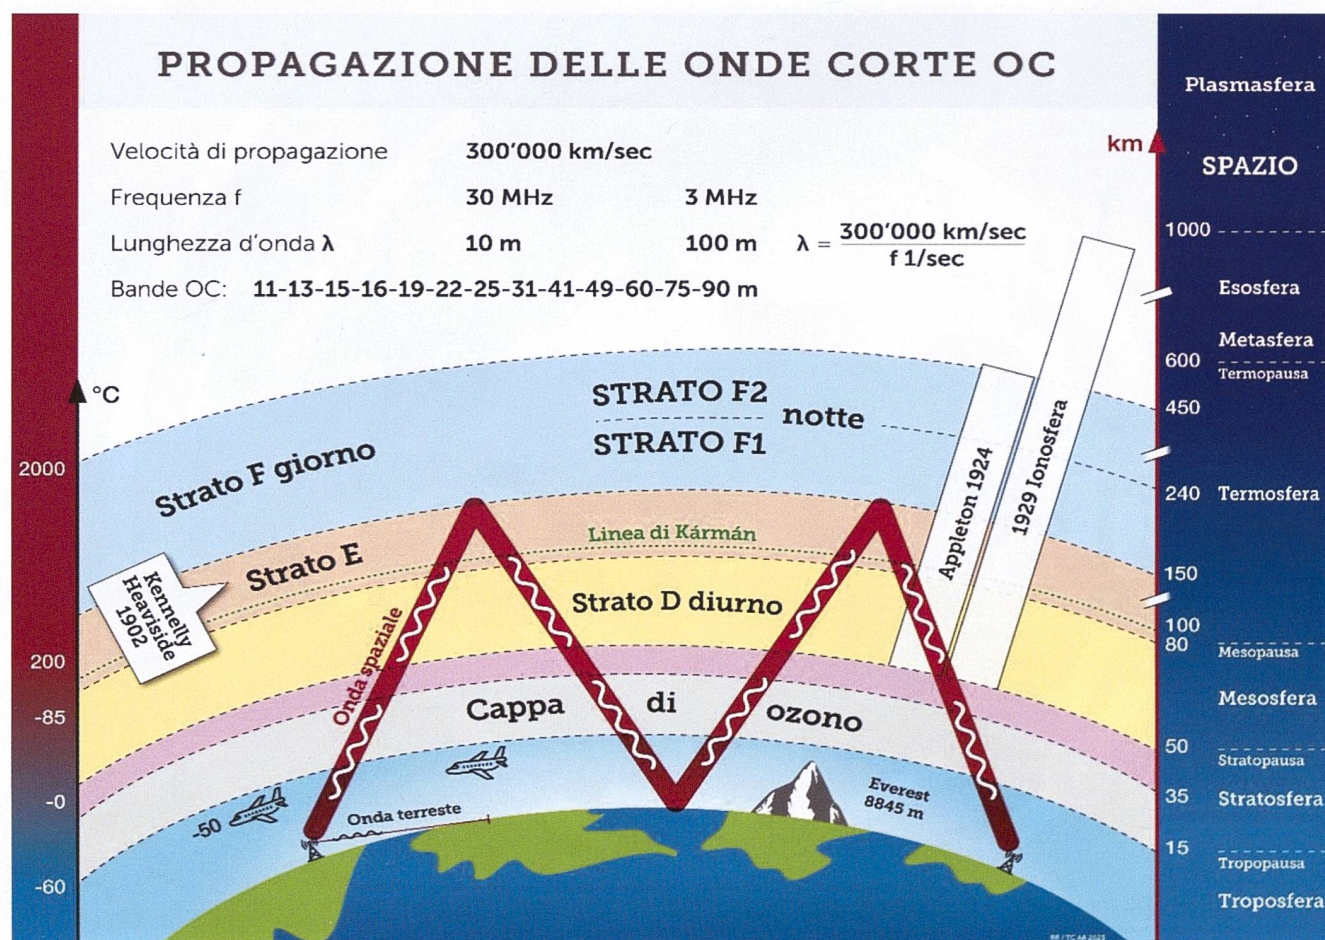 PROPAGAZIONE DELLE ONDE CORTE OC
Velocità di propagazione 300'000 km/sec
Frequenza f 30 MHz 3 MHz
Lunghezza d'onda λ 10 m 100 m λ = 300'000 km/sec
f 1/sec
Bande OC: 11-13-15-16-19-22-25-31-41-49-60-75-90 m
°C
2000
200
-85
-0
-60
STRATO F2
STRATO F1
notte
Strato F giorno
Strato E
Kennelly
Heaviside
1902
Linea di Kármán
Strato D diurno
Onda spaziale
Cappa di ozono
-50
Onda terreste
Everest
8845 m
Appleton 1924
1929 Ionosfera
km
Plasmasfera
SPAZIO
1000
Esosfera
Metasfera
600
Termopausa
450
240 Termosfera
150
100
80
Mesopausa
Mesosfera
50
Stratopausa
35 Stratosfera
15
Tropopausa
Troposfera
RR / TC AA 2023